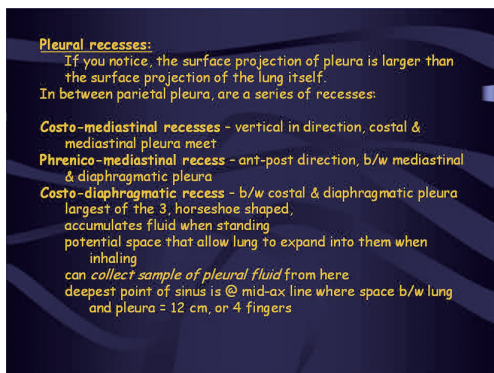 Pleural recesses:
If you notice, the surface projection of pleura is larger than
the surface projection of the lung itself.
In between parietal pleura, are a series of recesses:
Costo-mediastinal recesses – vertical in direction, costal &
mediastinal pleura meet
Phrenico-mediastinal recess – ant-post direction, b/w mediastinal
& diaphragmatic pleura
Costo-diaphragmatic recess – b/w costal & diaphragmatic pleura
largest of the 3, horseshoe shaped,
accumulates fluid when standing
potential space that allow lung to expand into them when
inhaling
can collect sample of pleural fluid from here
deepest point of sinus is @ mid-ax line where space b/w lung
and pleura = 12 cm, or 4 fingers